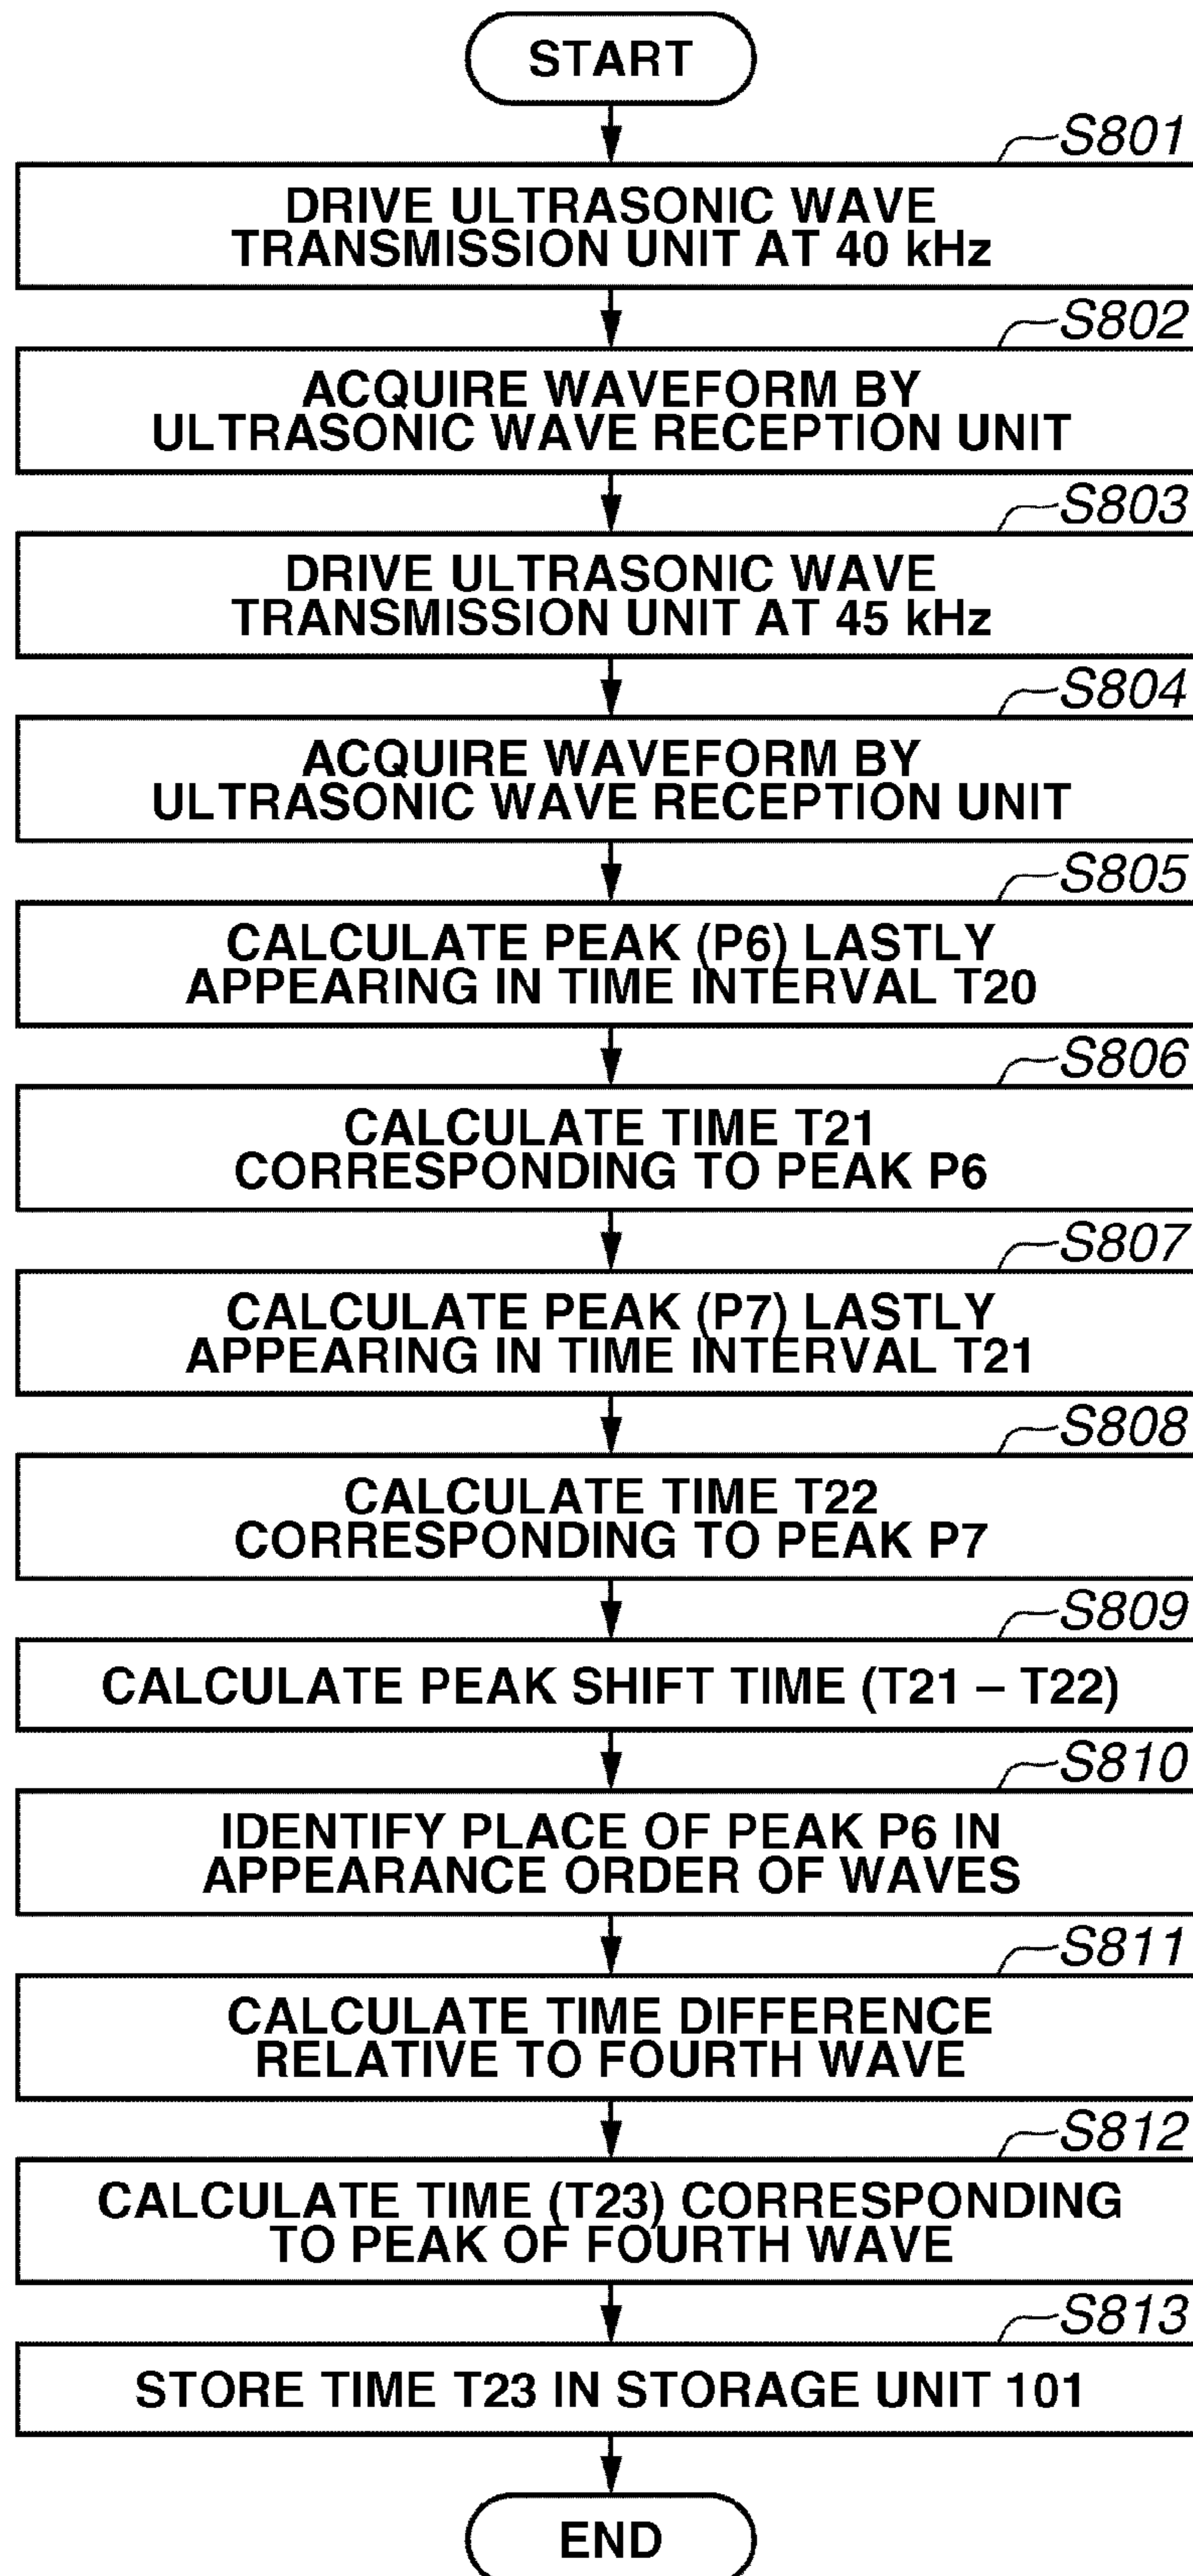 START
S801
DRIVE ULTRASONIC WAVE
TRANSMISSION UNIT AT 40 kHz
S802
ACQUIRE WAVEFORM BY
ULTRASONIC WAVE RECEPTION UNIT
S803
DRIVE ULTRASONIC WAVE
TRANSMISSION UNIT AT 45 kHz
S804
ACQUIRE WAVEFORM BY
ULTRASONIC WAVE RECEPTION UNIT
S805
CALCULATE PEAK (P6) LASTLY
APPEARING IN TIME INTERVAL T20
S806
CALCULATE TIME T21
CORRESPONDING TO PEAK P6
S807
CALCULATE PEAK (P7) LASTLY
APPEARING IN TIME INTERVAL T21
S808
CALCULATE TIME T22
CORRESPONDING TO PEAK P7
S809
CALCULATE PEAK SHIFT TIME (T21 – T22)
S810
IDENTIFY PLACE OF PEAK P6 IN
APPEARANCE ORDER OF WAVES
S811
CALCULATE TIME DIFFERENCE
RELATIVE TO FOURTH WAVE
S812
CALCULATE TIME (T23) CORRESPONDING
TO PEAK OF FOURTH WAVE
S813
STORE TIME T23 IN STORAGE UNIT 101
END